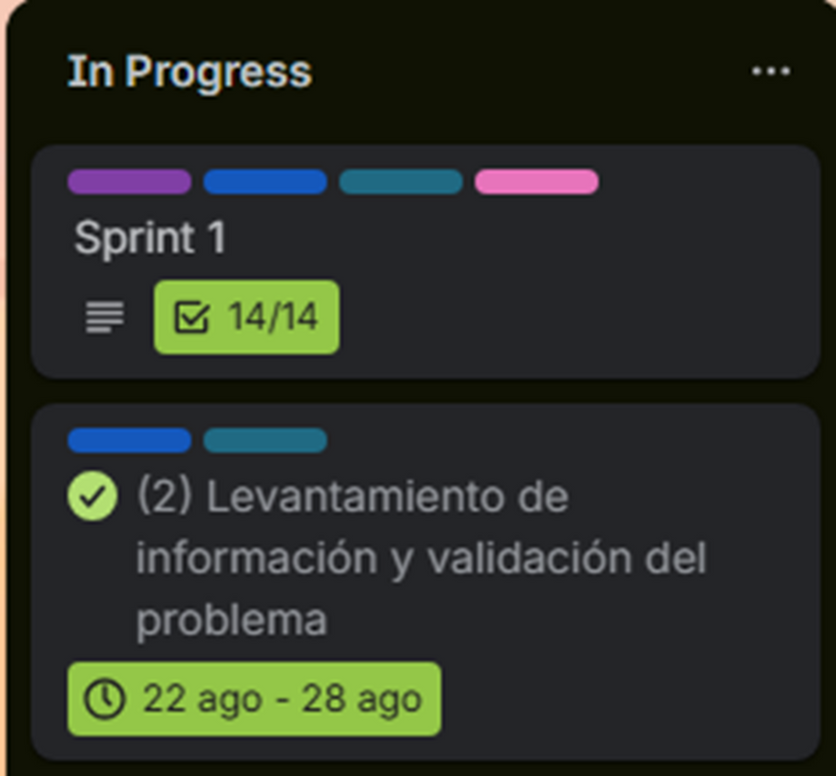 In Progress
Sprint 1
14/14
(2) Levantamiento de
información y validación del
problema
22 ago - 28 ago